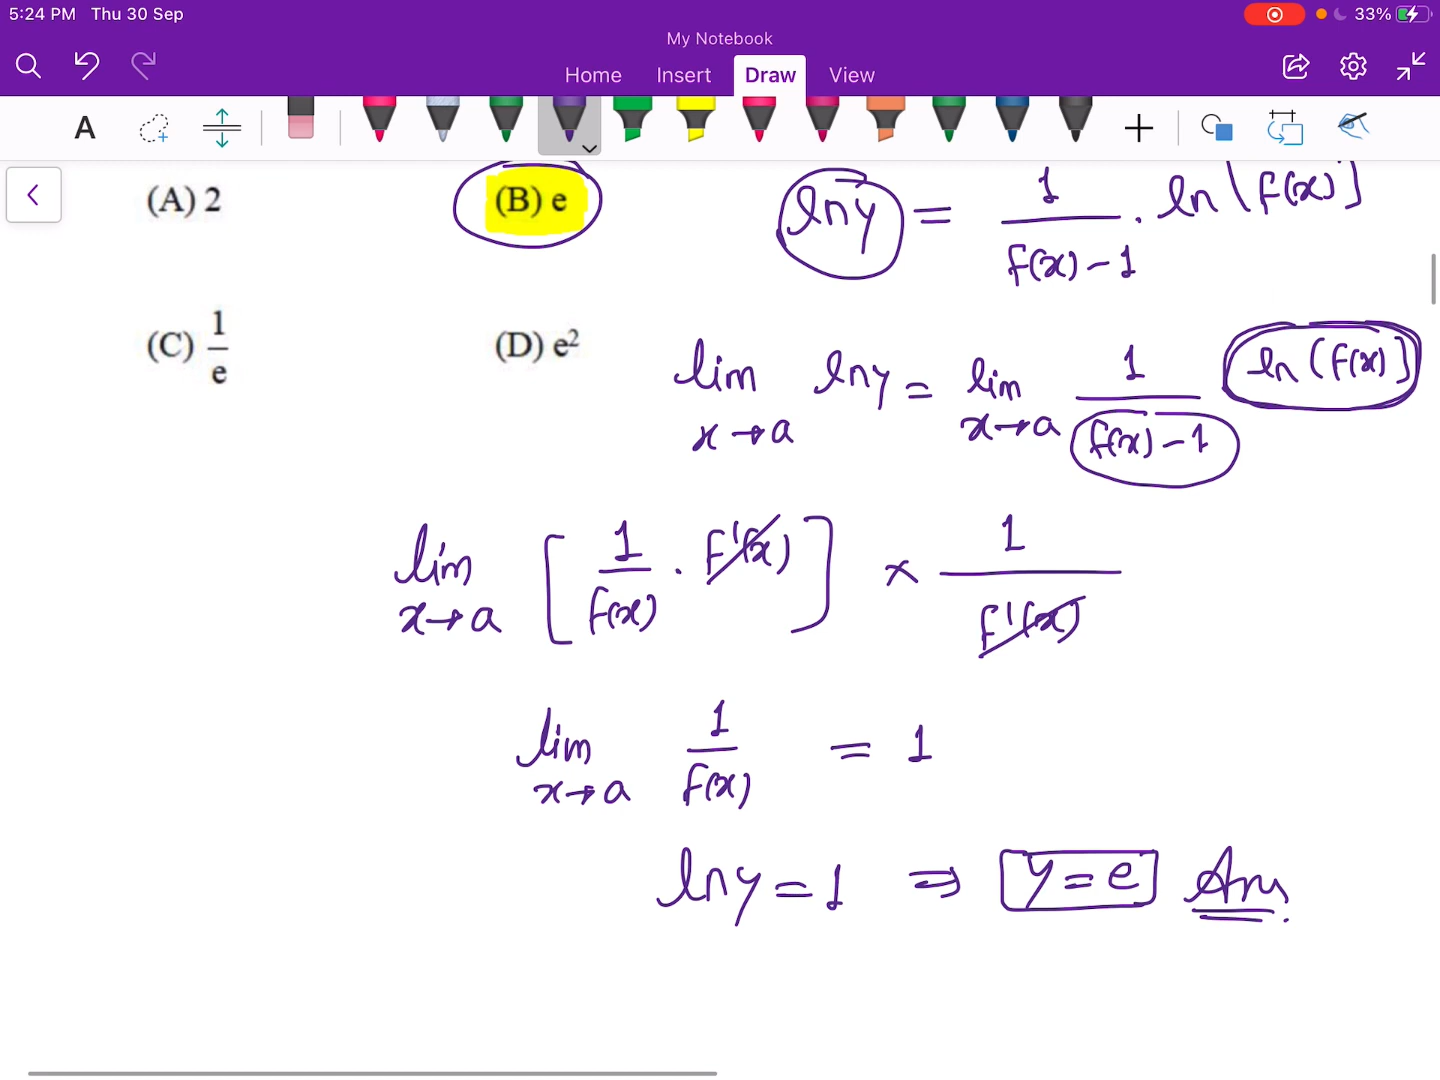 5:24 PM Thu 30 Sep
33%
My Notebook
Home Insert Draw View
A
(A) 2
(B) e
ln y = 1/(f(x) - 1) . ln(f(x))
(C) 1/e
(D) e²
lim x→a ln y = lim x→a 1/(f(x) - 1) ln(f(x))
lim x→a [1/f(x) . f'(x)] × 1/f'(x)
lim x→a 1/f(x) = 1
ln y = 1 ⇒ y = e Ans.